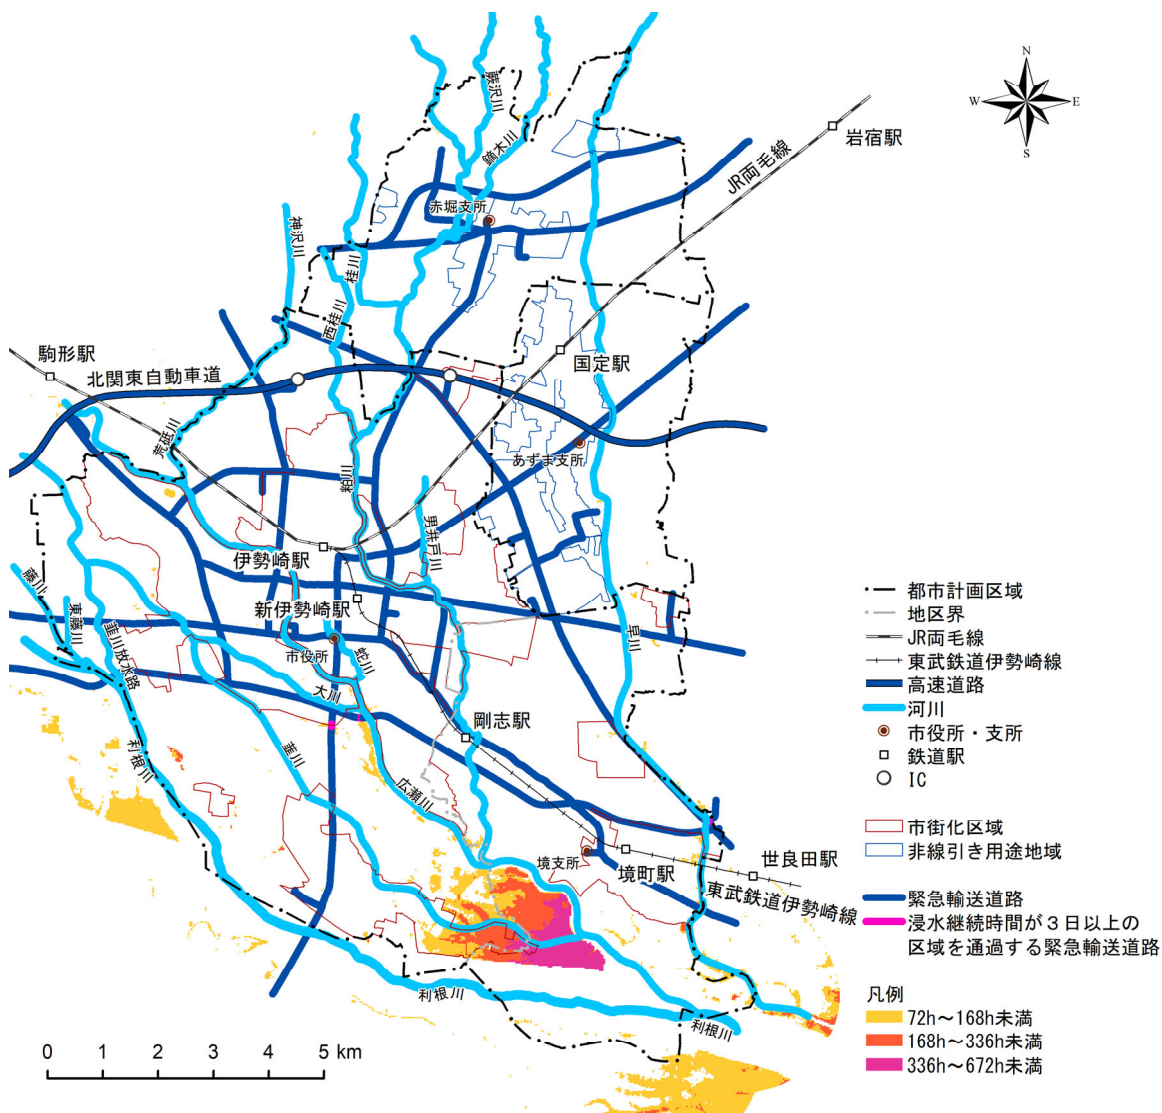 N
W
E
S
蕨沢川
鏑木川
岩宿駅
JR両毛線
赤堀支所
神沢川
桂川
西桂川
駒形駅
北関東自動車道
国定駅
荒砥川
あずま支所
粕川
男井戸川
伊勢崎駅
新伊勢崎駅
藤川
東藤川
韮川放水路
市役所
蛇川
大川
早川
剛志駅
利根川
韮川
広瀬川
境支所
境町駅
世良田駅
東武鉄道伊勢崎線
利根川
利根川
都市計画区域
地区界
JR両毛線
東武鉄道伊勢崎線
高速道路
河川
市役所・支所
鉄道駅
IC
市街化区域
非線引き用途地域
緊急輸送道路
浸水継続時間が3日以上の
区域を通過する緊急輸送道路
凡例
72h～168h未満
168h～336h未満
336h～672h未満
0 1 2 3 4 5 km